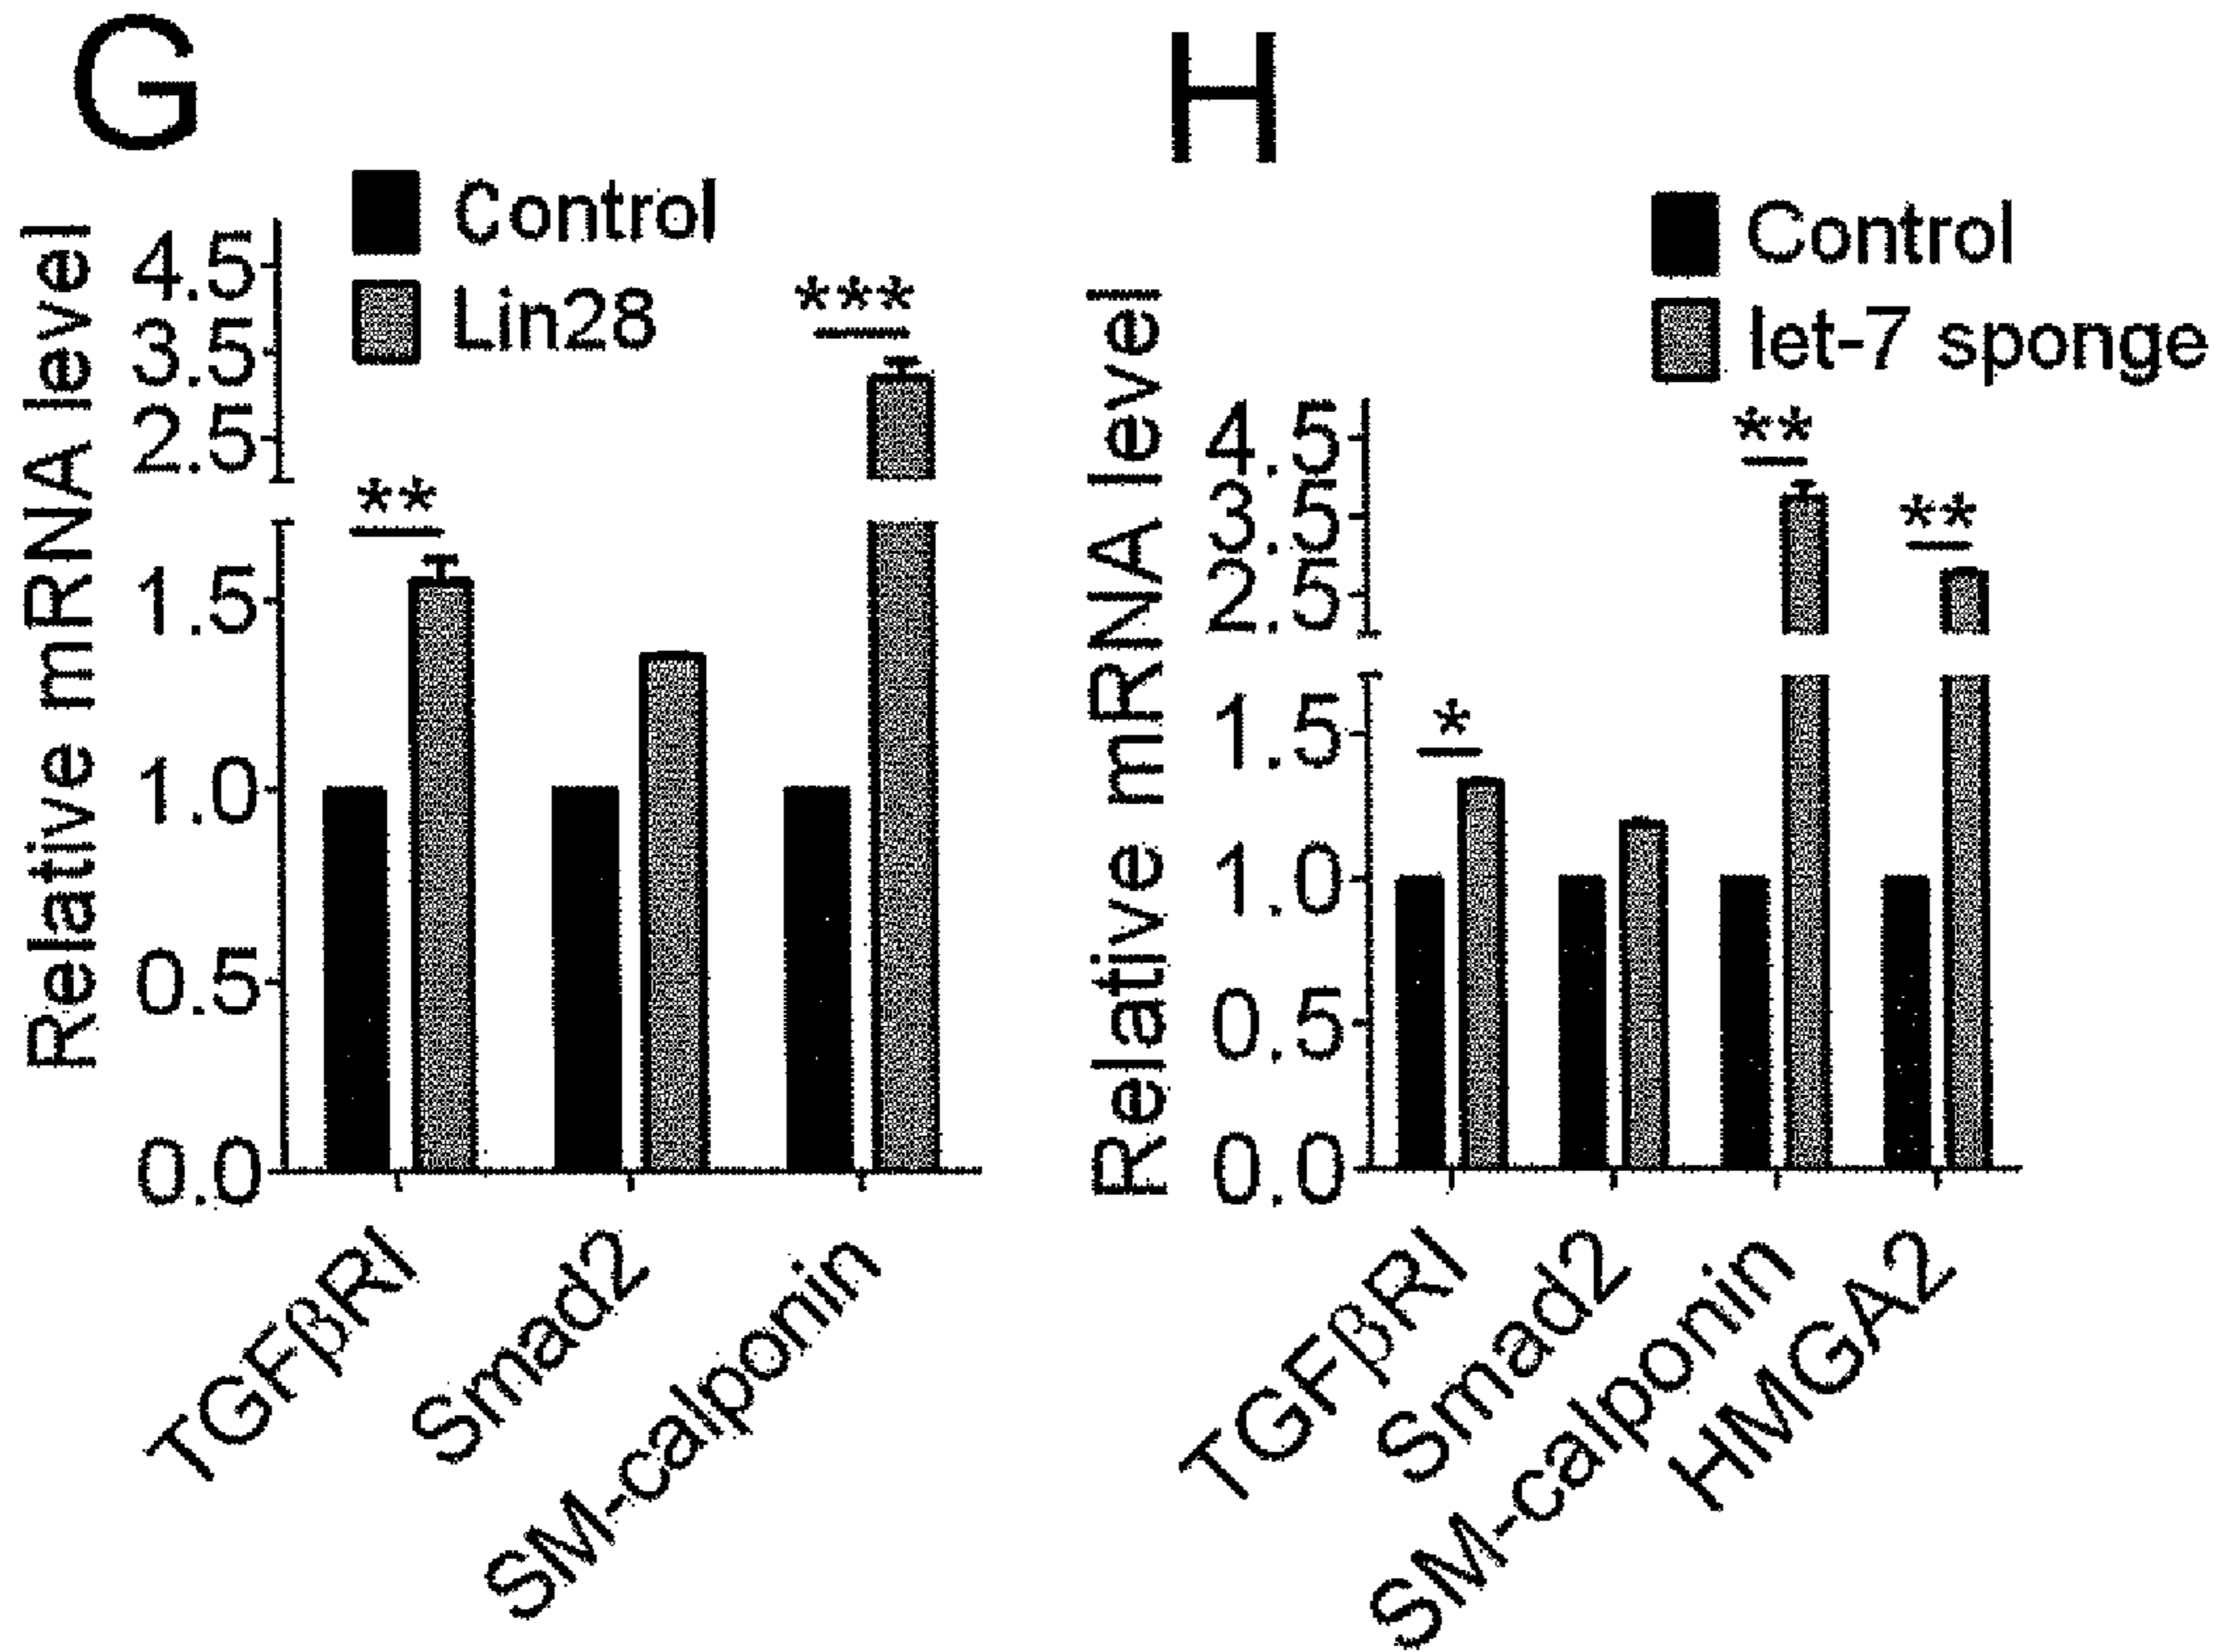 G
Control
Lin28
Relative mRNA level
4.5
3.5
2.5
1.5
1.0
0.5
0.0
**
***
TGFβRI
Smad2
SM-calponin
H
Control
let-7 sponge
Relative mRNA level
4.5
3.5
2.5
1.5
1.0
0.5
0.0
*
**
**
TGFβRI
Smad2
SM-calponin
HMGA2